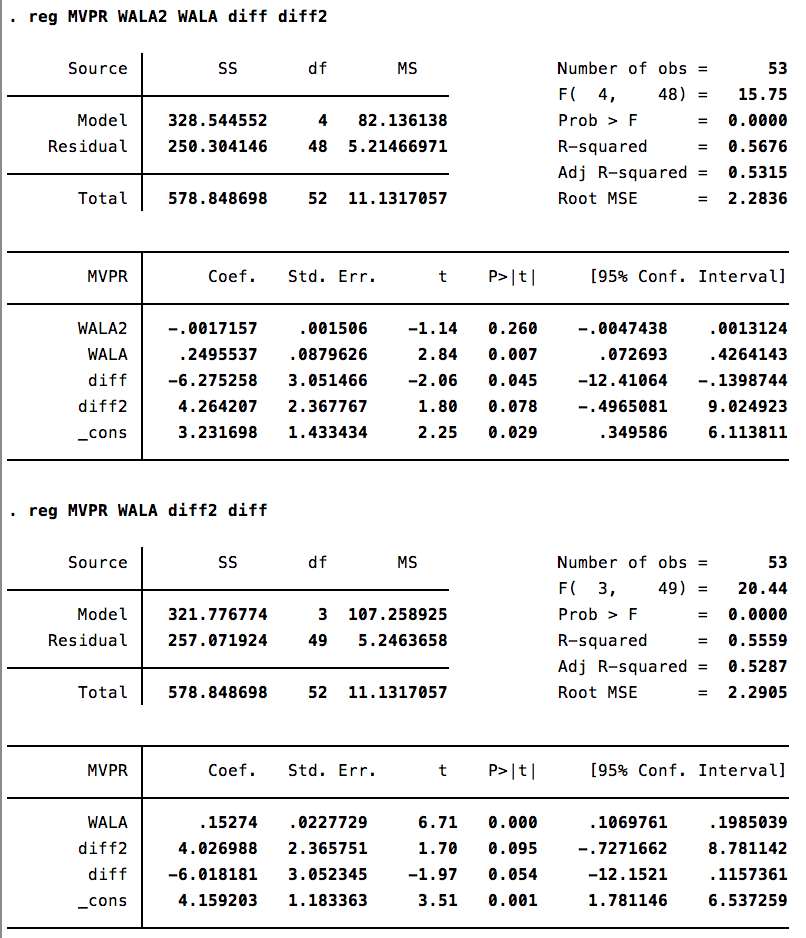 . reg MVPR WALA2 WALA diff diff2
Source SS df MS Number of obs = 53
F( 4, 48) = 15.75
Model 328.544552 4 82.136138 Prob > F = 0.0000
Residual 250.304146 48 5.21466971 R-squared = 0.5676
Adj R-squared = 0.5315
Total 578.848698 52 11.1317057 Root MSE = 2.2836
MVPR Coef. Std. Err. t P>|t| [95% Conf. Interval]
WALA2 -.0017157 .001506 -1.14 0.260 -.0047438 .0013124
WALA .2495537 .0879626 2.84 0.007 .072693 .4264143
diff -6.275258 3.051466 -2.06 0.045 -12.41064 -.1398744
diff2 4.264207 2.367767 1.80 0.078 -.4965081 9.024923
_cons 3.231698 1.433434 2.25 0.029 .349586 6.113811
. reg MVPR WALA diff2 diff
Source SS df MS Number of obs = 53
F( 3, 49) = 20.44
Model 321.776774 3 107.258925 Prob > F = 0.0000
Residual 257.071924 49 5.2463658 R-squared = 0.5559
Adj R-squared = 0.5287
Total 578.848698 52 11.1317057 Root MSE = 2.2905
MVPR Coef. Std. Err. t P>|t| [95% Conf. Interval]
WALA .15274 .0227729 6.71 0.000 .1069761 .1985039
diff2 4.026988 2.365751 1.70 0.095 -.7271662 8.781142
diff -6.018181 3.052345 -1.97 0.054 -12.1521 .1157361
_cons 4.159203 1.183363 3.51 0.001 1.781146 6.537259